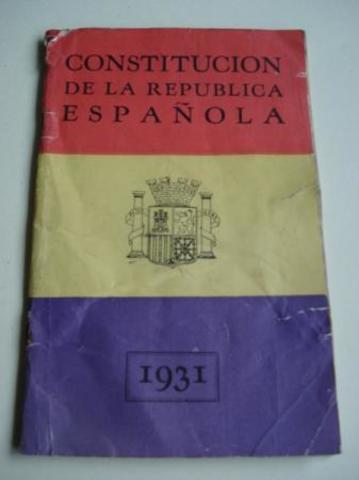 CONSTITUCION
DE LA REPUBLICA
ESPAÑOLA
1931